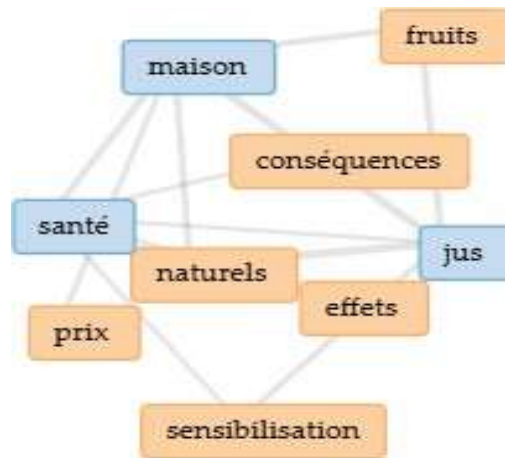 fruits
maison
conséquences
santé
jus
naturels
effets
prix
sensibilisation